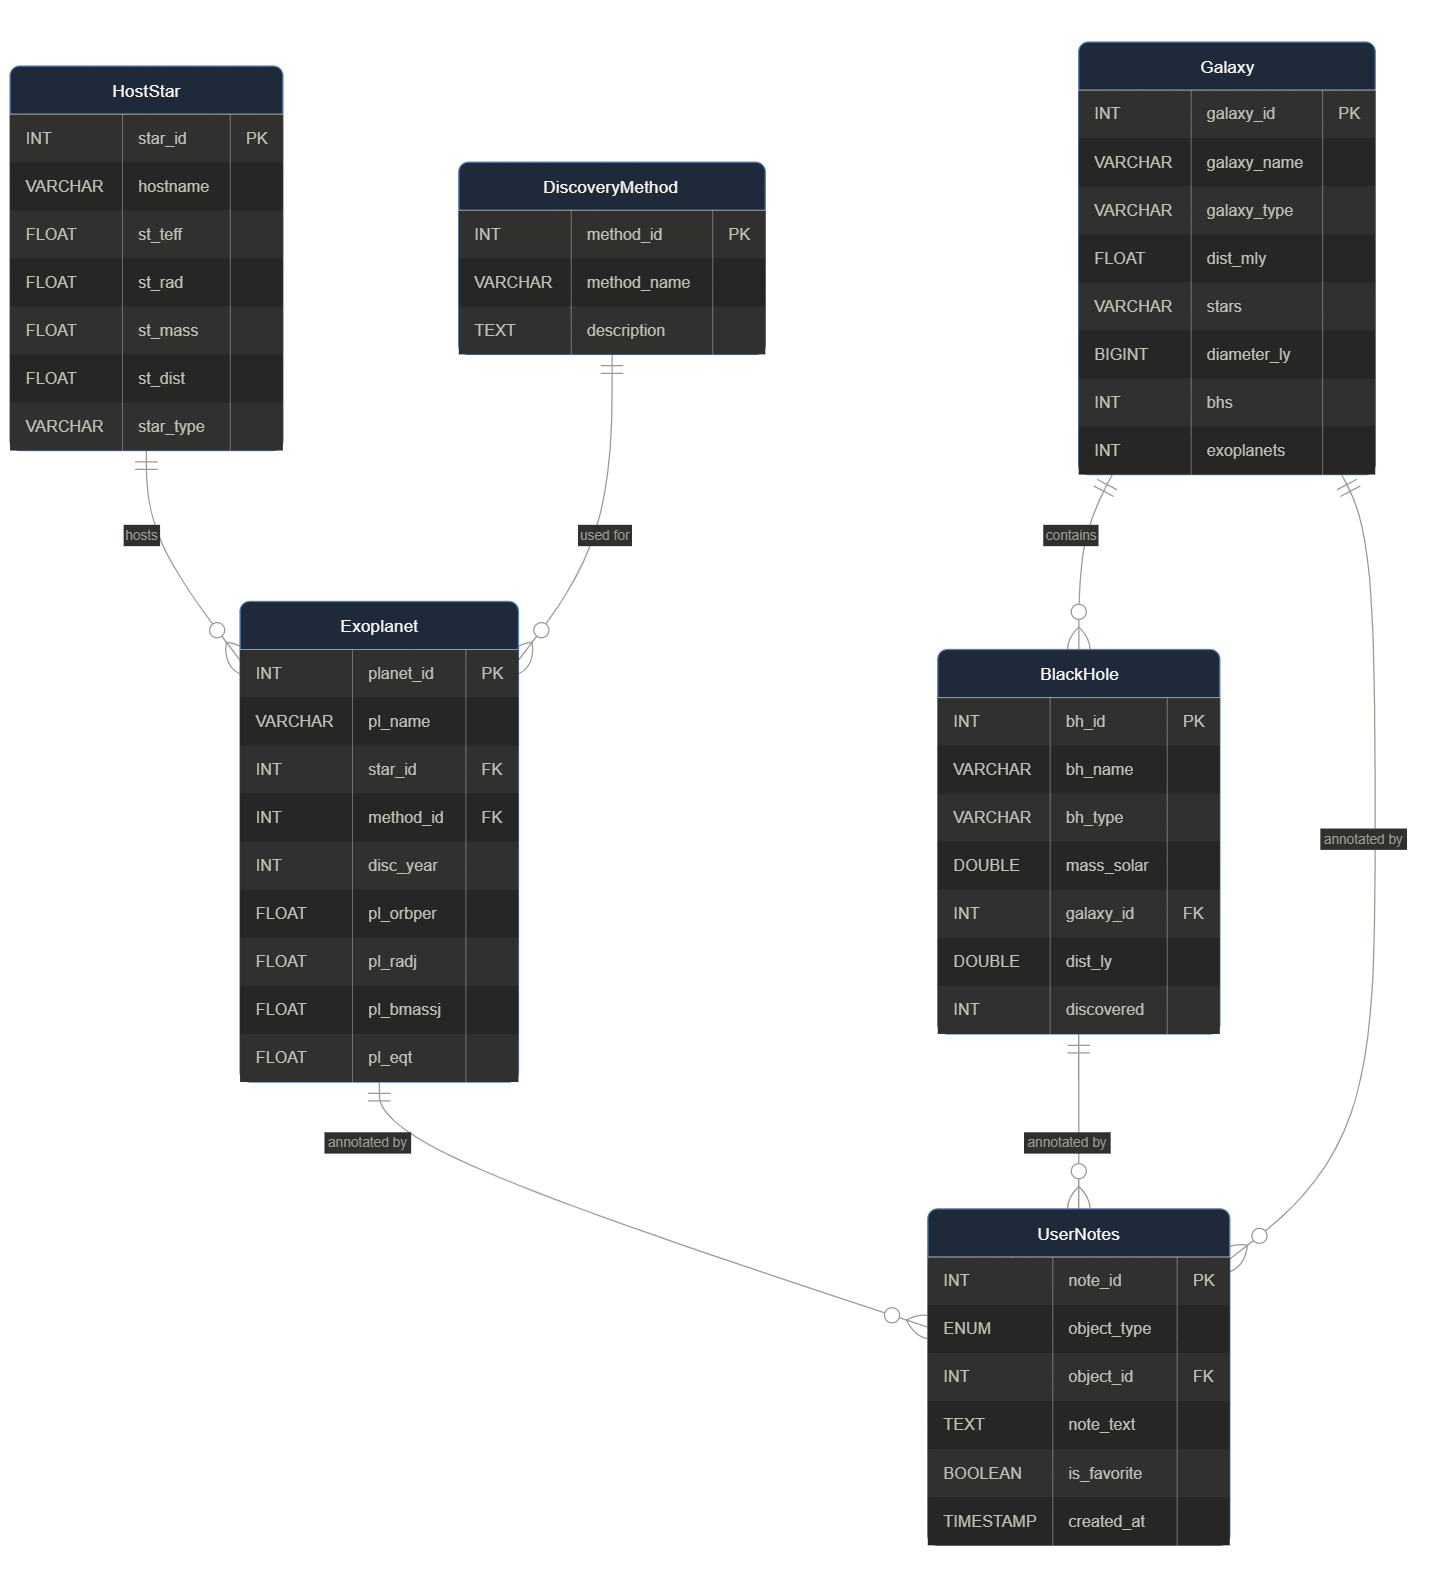 HostStar
INT star_id PK
VARCHAR hostname
FLOAT st_teff
FLOAT st_rad
FLOAT st_mass
FLOAT st_dist
VARCHAR star_type
DiscoveryMethod
INT method_id PK
VARCHAR method_name
TEXT description
Galaxy
INT galaxy_id PK
VARCHAR galaxy_name
VARCHAR galaxy_type
FLOAT dist_mly
VARCHAR stars
BIGINT diameter_ly
INT bhs
INT exoplanets
hosts
used for
contains
Exoplanet
INT planet_id PK
VARCHAR pl_name
INT star_id FK
INT method_id FK
INT disc_year
FLOAT pl_orbper
FLOAT pl_radj
FLOAT pl_bmassj
FLOAT pl_eqt
BlackHole
INT bh_id PK
VARCHAR bh_name
VARCHAR bh_type
DOUBLE mass_solar
INT galaxy_id FK
DOUBLE dist_ly
INT discovered
annotated by
annotated by
annotated by
UserNotes
INT note_id PK
ENUM object_type
INT object_id FK
TEXT note_text
BOOLEAN is_favorite
TIMESTAMP created_at